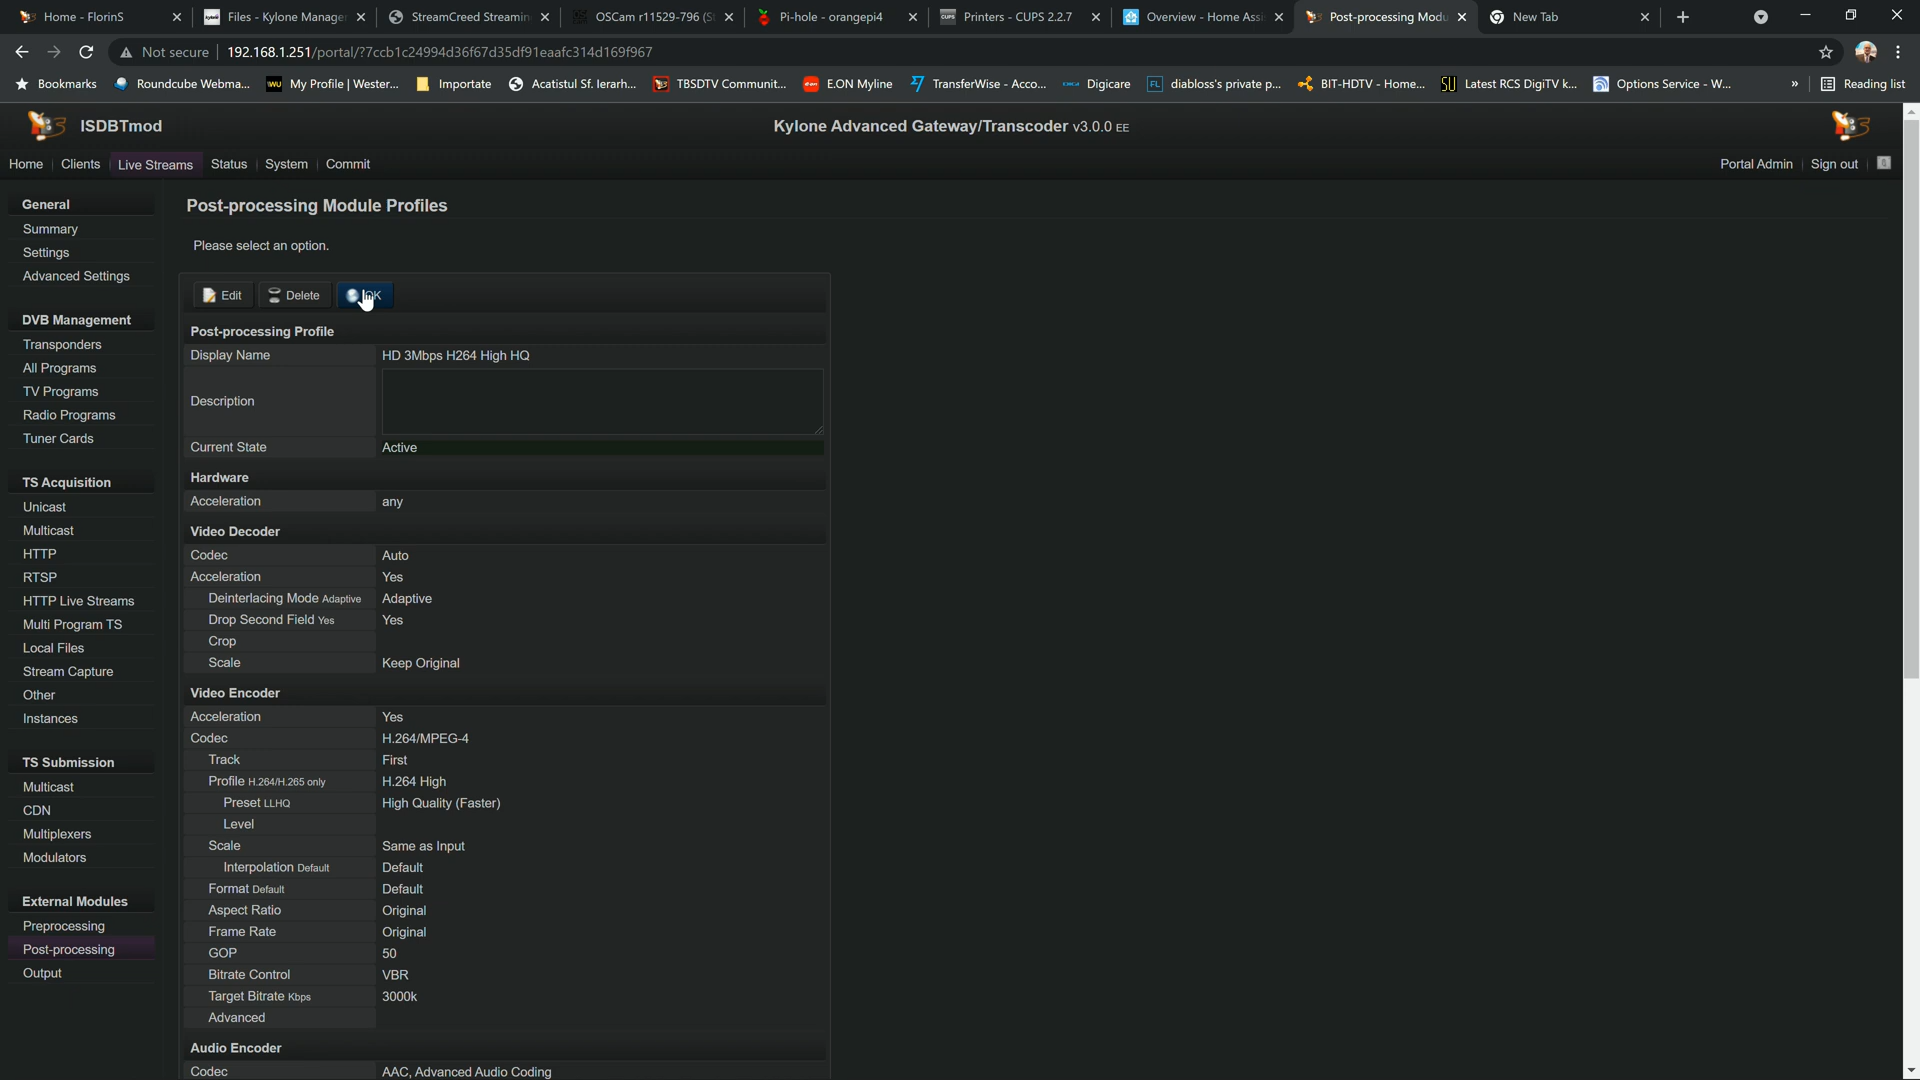 Home - FlorinS
Files - Kylone Manager
StreamCreed Streamin
OSCam r11529-796 (S
Pi-hole - orangepi4
Printers - CUPS 2.2.7
Overview - Home Assi
Post-processing Modu
New Tab
Not secure 192.168.1.251/portal/?7ccb1c24994d36f67d35df91eaafc314d169f967
Bookmarks
Roundcube Webma...
My Profile | Wester...
Importate
Acatistul Sf. Ierarh...
TBSDTV Communit...
E.ON Myline
TransferWise - Acco...
Digicare
diabloss's private p...
BIT-HDTV - Home...
Latest RCS DigiTV k...
Options Service - W...
»
Reading list
ISDBTmod
Kylone Advanced Gateway/Transcoder v3.0.0 EE
Home
Clients
Live Streams
Status
System
Commit
Portal Admin
Sign out
General
Summary
Settings
Advanced Settings
DVB Management
Transponders
All Programs
TV Programs
Radio Programs
Tuner Cards
TS Acquisition
Unicast
Multicast
HTTP
RTSP
HTTP Live Streams
Multi Program TS
Local Files
Stream Capture
Other
Instances
TS Submission
Multicast
CDN
Multiplexers
Modulators
External Modules
Preprocessing
Post-processing
Output
Post-processing Module Profiles
Please select an option.
Edit
Delete
OK
Post-processing Profile
Display Name HD 3Mbps H264 High HQ
Description
Current State Active
Hardware
Acceleration any
Video Decoder
Codec Auto
Acceleration Yes
Deinterlacing Mode Adaptive Adaptive
Drop Second Field Yes Yes
Crop
Scale Keep Original
Video Encoder
Acceleration Yes
Codec H.264/MPEG-4
Track First
Profile H.264/H.265 only H.264 High
Preset LLHQ High Quality (Faster)
Level
Scale Same as Input
Interpolation Default Default
Format Default Default
Aspect Ratio Original
Frame Rate Original
GOP 50
Bitrate Control VBR
Target Bitrate Kbps 3000k
Advanced
Audio Encoder
Codec AAC, Advanced Audio Coding